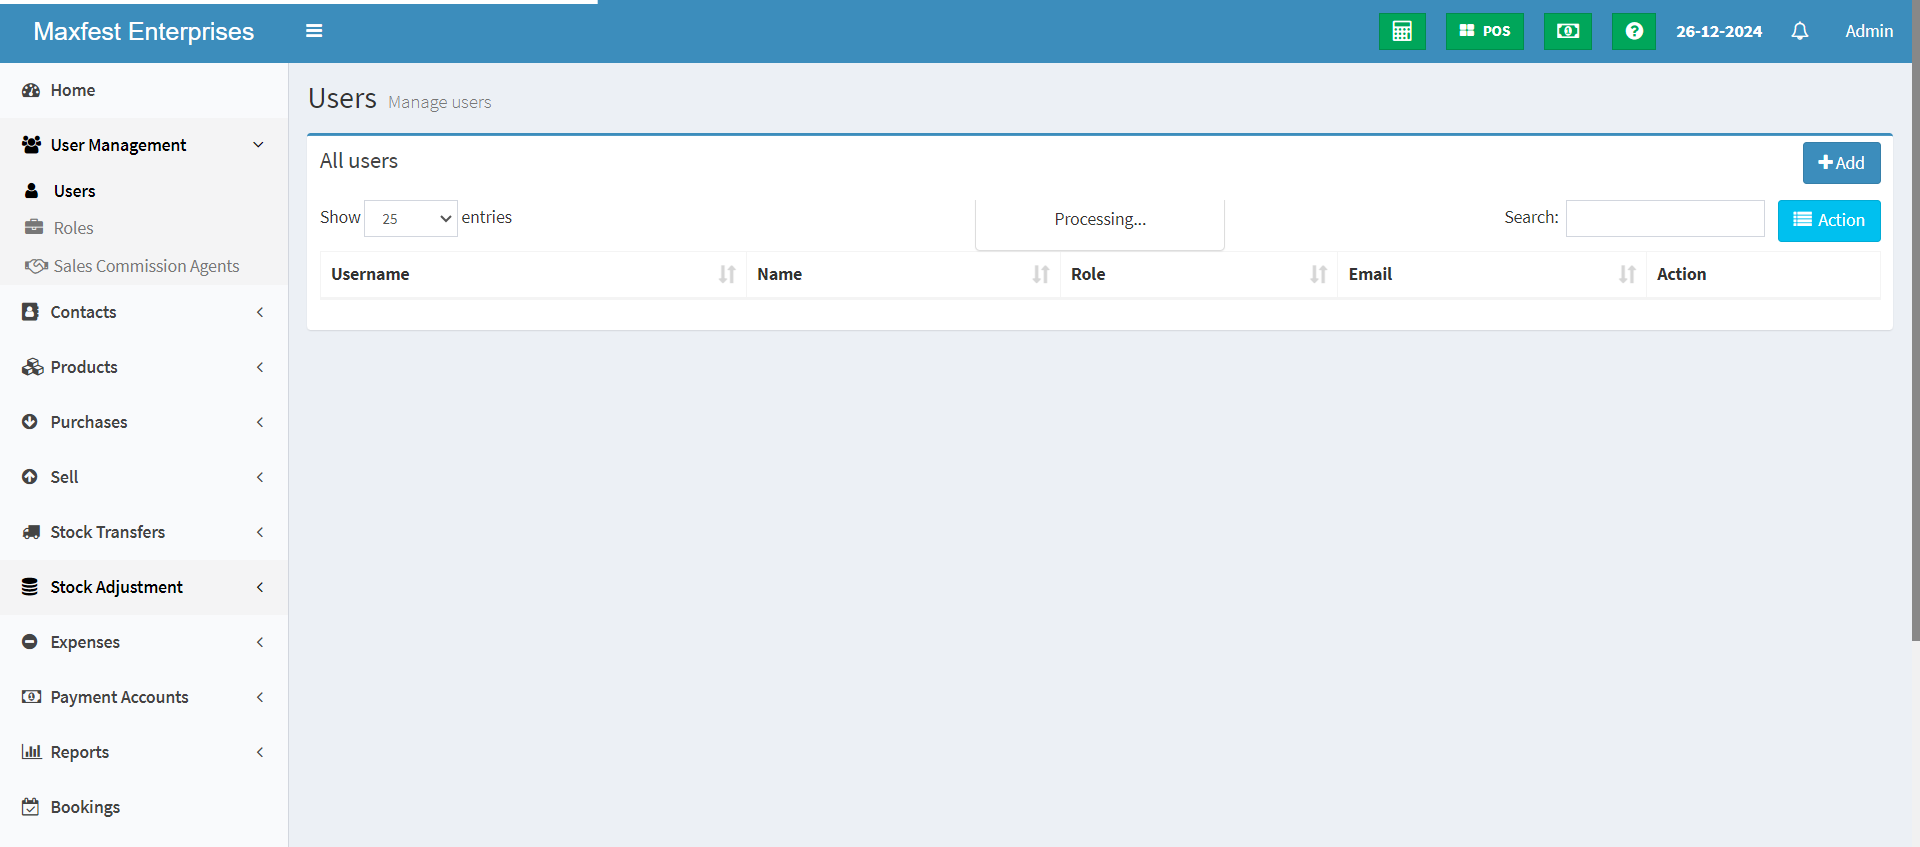 Maxfest Enterprises
POS
26-12-2024
Admin
Home
User Management
Users
Roles
Sales Commission Agents
Contacts
Products
Purchases
Sell
Stock Transfers
Stock Adjustment
Expenses
Payment Accounts
Reports
Bookings
Users Manage users
All users
Add
Show 25 entries
Processing...
Search:
Action
Username Name Role Email Action